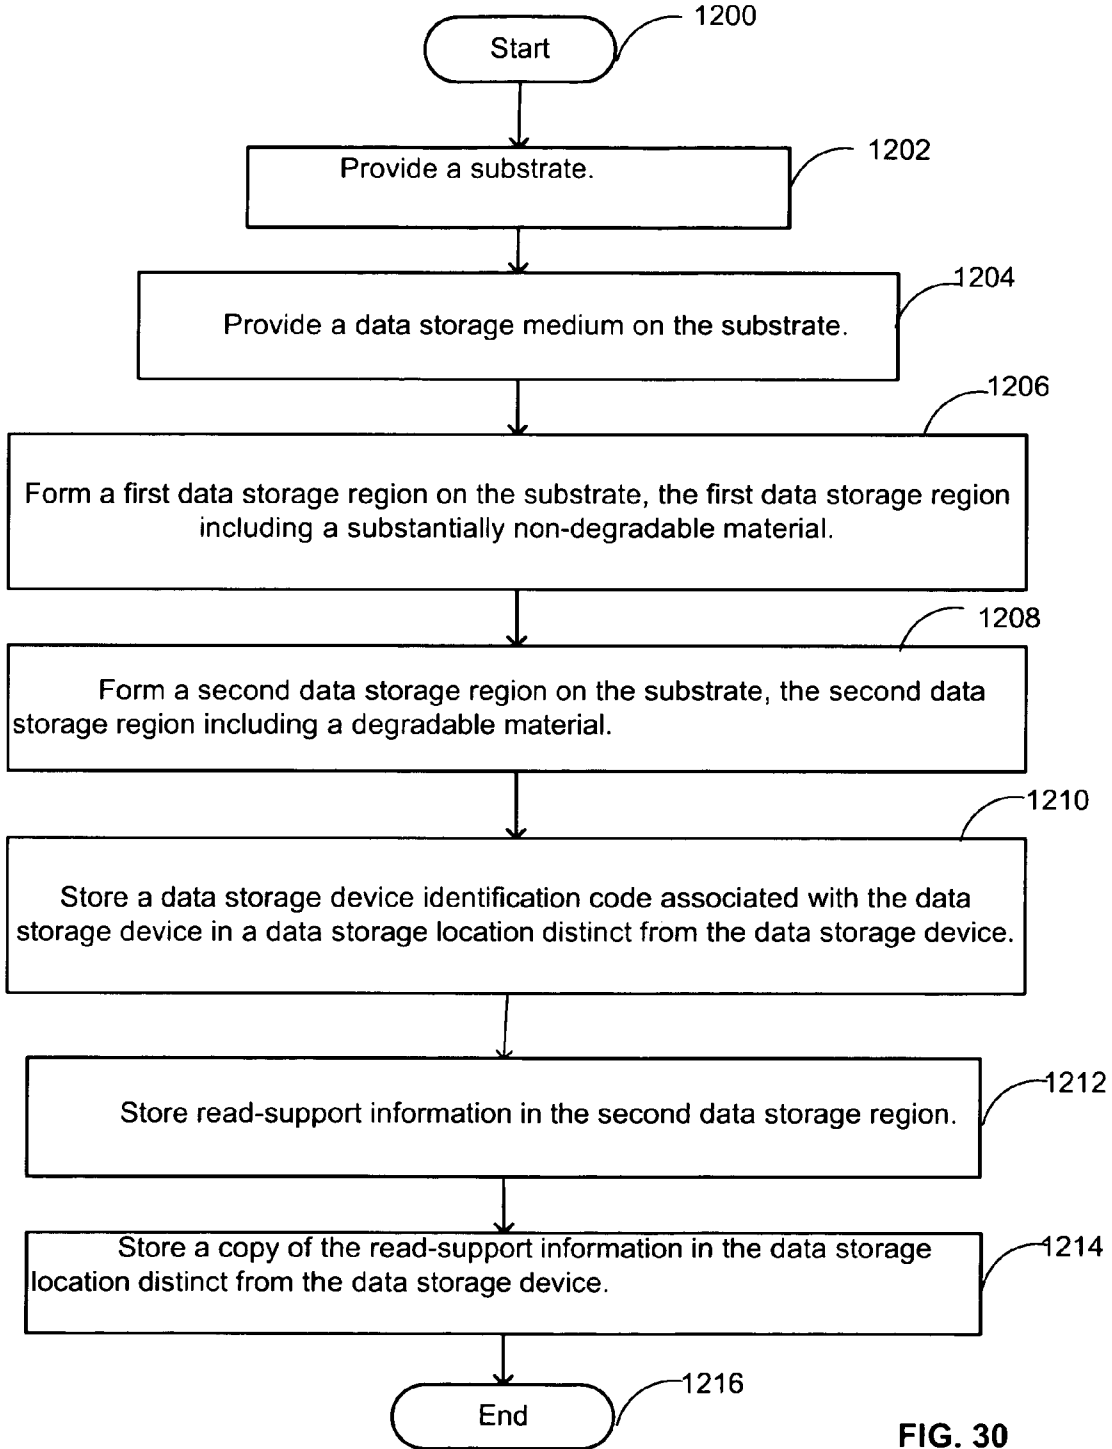 1200
Start
1202
Provide a substrate.
1204
Provide a data storage medium on the substrate.
1206
Form a first data storage region on the substrate, the first data storage region
including a substantially non-degradable material.
1208
Form a second data storage region on the substrate, the second data
storage region including a degradable material.
1210
Store a data storage device identification code associated with the data
storage device in a data storage location distinct from the data storage device.
1212
Store read-support information in the second data storage region.
1214
Store a copy of the read-support information in the data storage
location distinct from the data storage device.
1216
End
FIG. 30